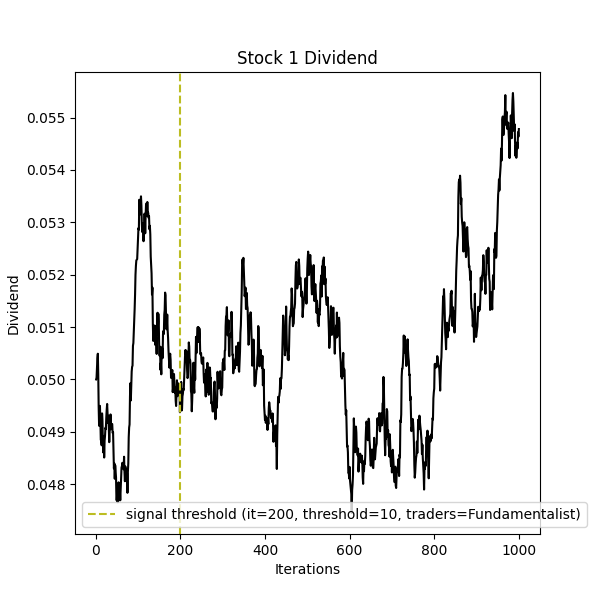 Stock 1 Dividend
0.055
0.054
0.053
0.052
0.051
0.050
0.049
0.048
Dividend
signal threshold (it=200, threshold=10, traders=Fundamentalist)
0 200 400 600 800 1000
Iterations